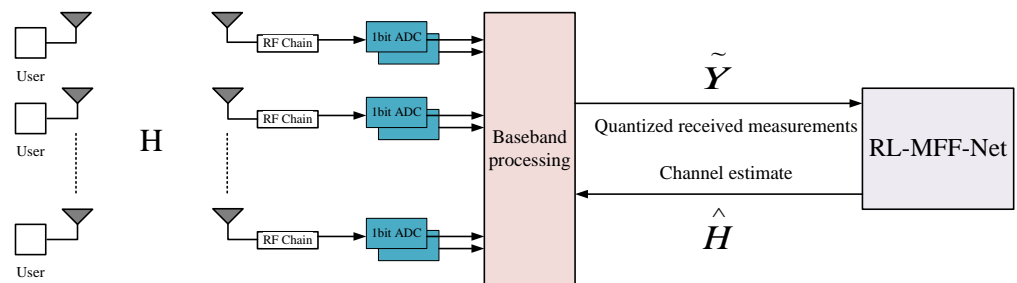 RF Chain
1bit ADC
User
RF Chain
1bit ADC
User
H
Baseband
processing
Ỹ
Quantized received measurements
Channel estimate
Ĥ
RL-MFF-Net
RF Chain
1bit ADC
User